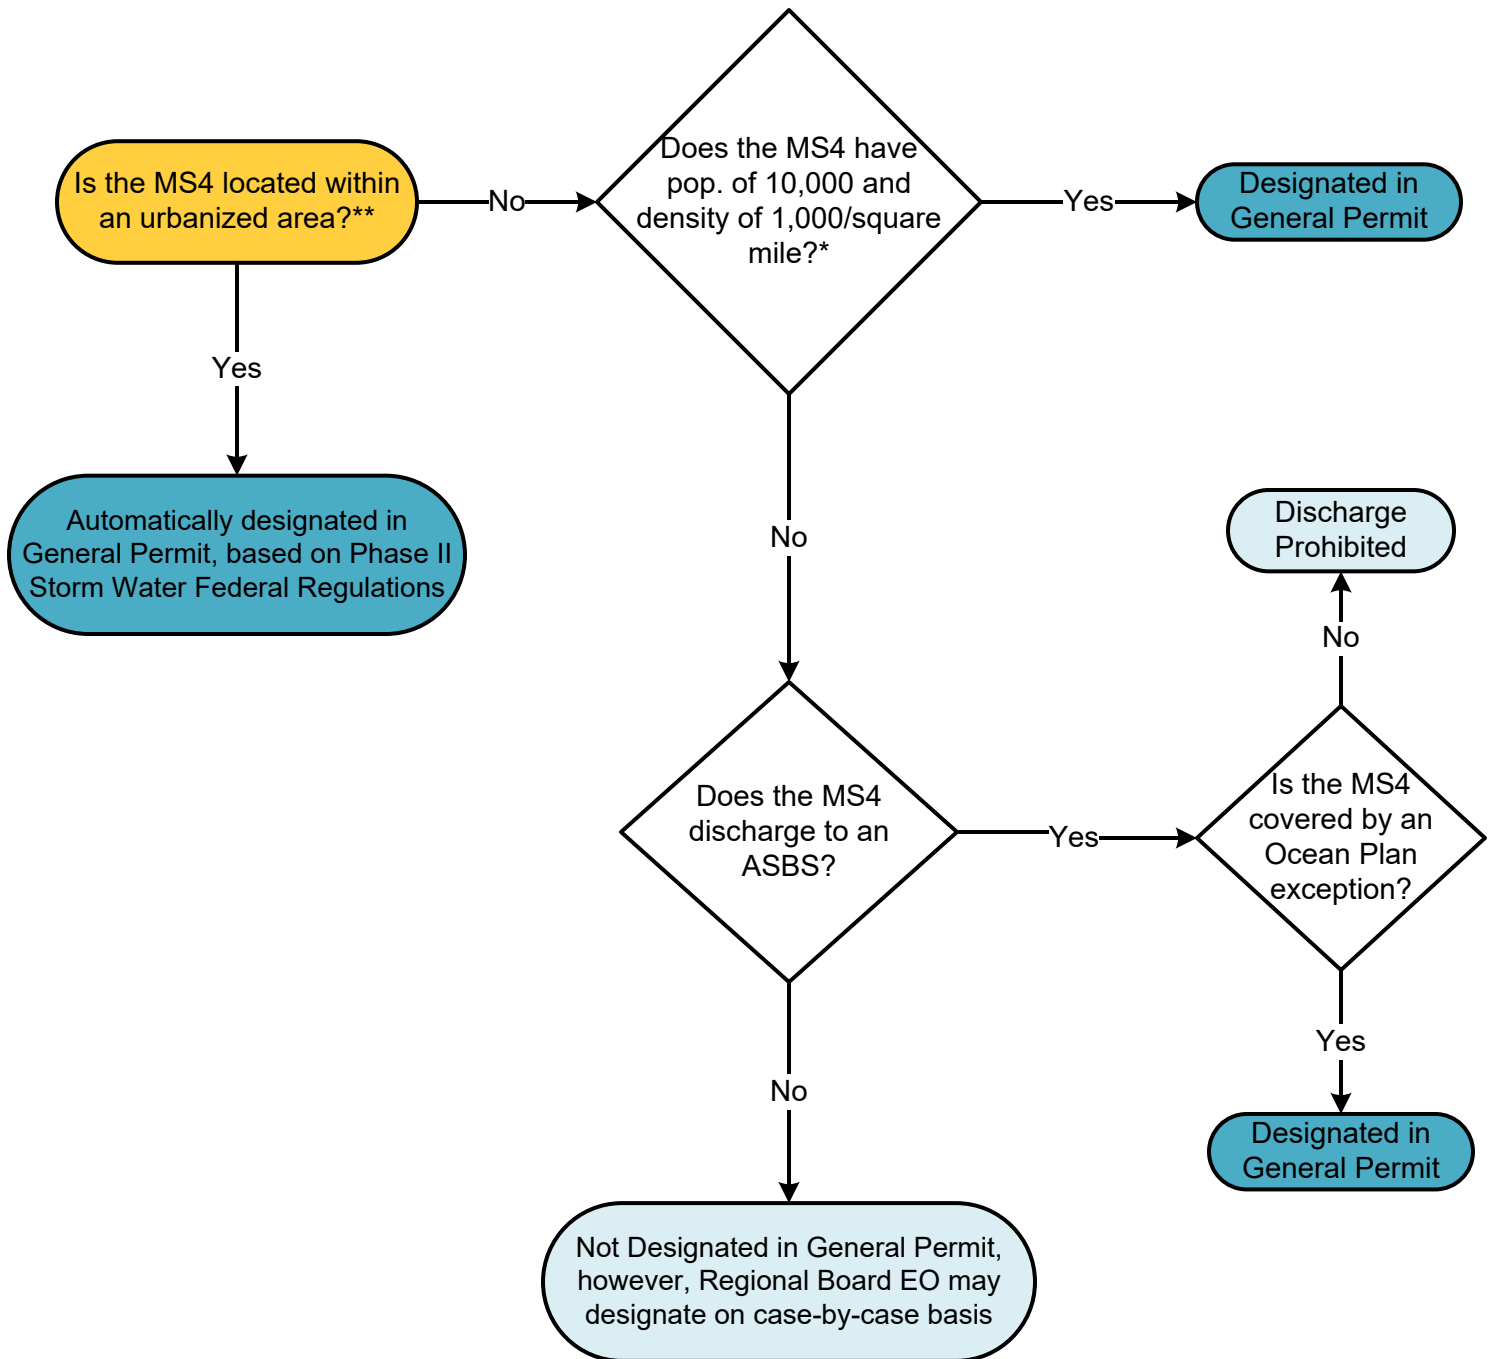 Is the MS4 located within
an urbanized area?**
No
Does the MS4 have
pop. of 10,000 and
density of 1,000/square
mile?*
Yes
Designated in
General Permit
Yes
Automatically designated in
General Permit, based on Phase II
Storm Water Federal Regulations
No
Discharge
Prohibited
No
Does the MS4
discharge to an
ASBS?
Yes
Is the MS4
covered by an
Ocean Plan
exception?
Yes
Designated in
General Permit
No
Not Designated in General Permit,
however, Regional Board EO may
designate on case-by-case basis